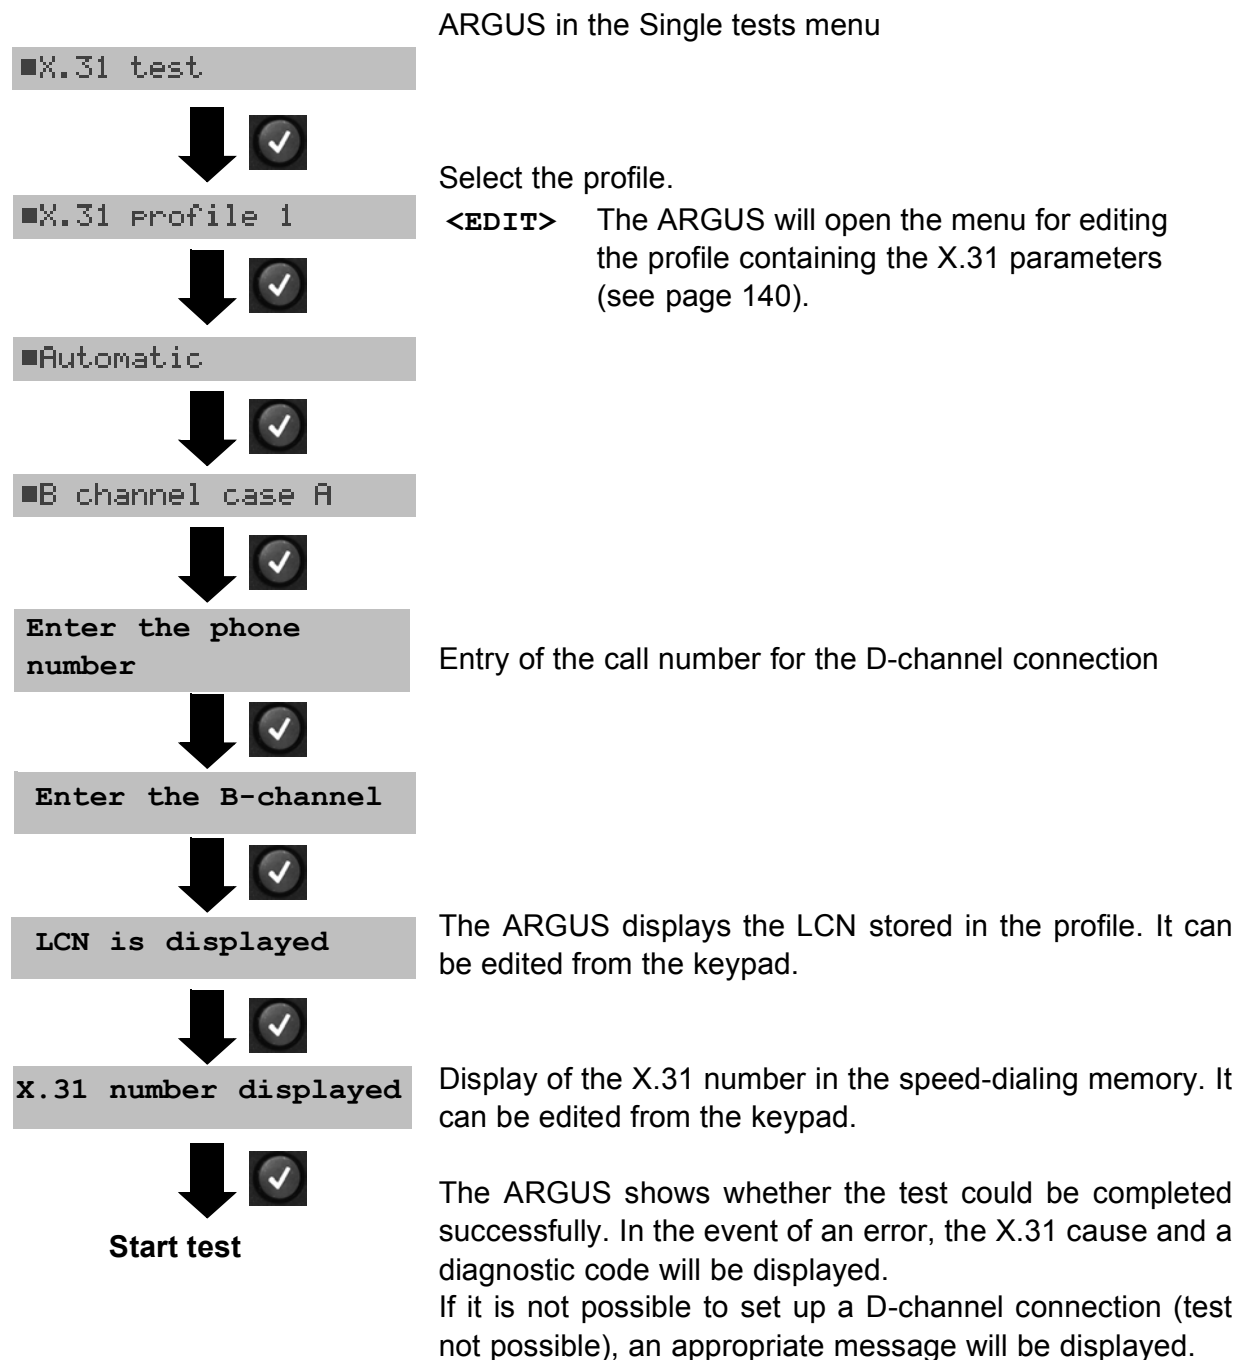 ARGUS in the Single tests menu
■X.31 test
Select the profile.
■X.31 profile 1
<EDIT> The ARGUS will open the menu for editing
the profile containing the X.31 parameters
(see page 140).
■Automatic
■B channel case A
Enter the phone
number
Entry of the call number for the D-channel connection
Enter the B-channel
LCN is displayed
The ARGUS displays the LCN stored in the profile. It can
be edited from the keypad.
X.31 number displayed
Display of the X.31 number in the speed-dialing memory. It
can be edited from the keypad.
Start test
The ARGUS shows whether the test could be completed
successfully. In the event of an error, the X.31 cause and a
diagnostic code will be displayed.
If it is not possible to set up a D-channel connection (test
not possible), an appropriate message will be displayed.